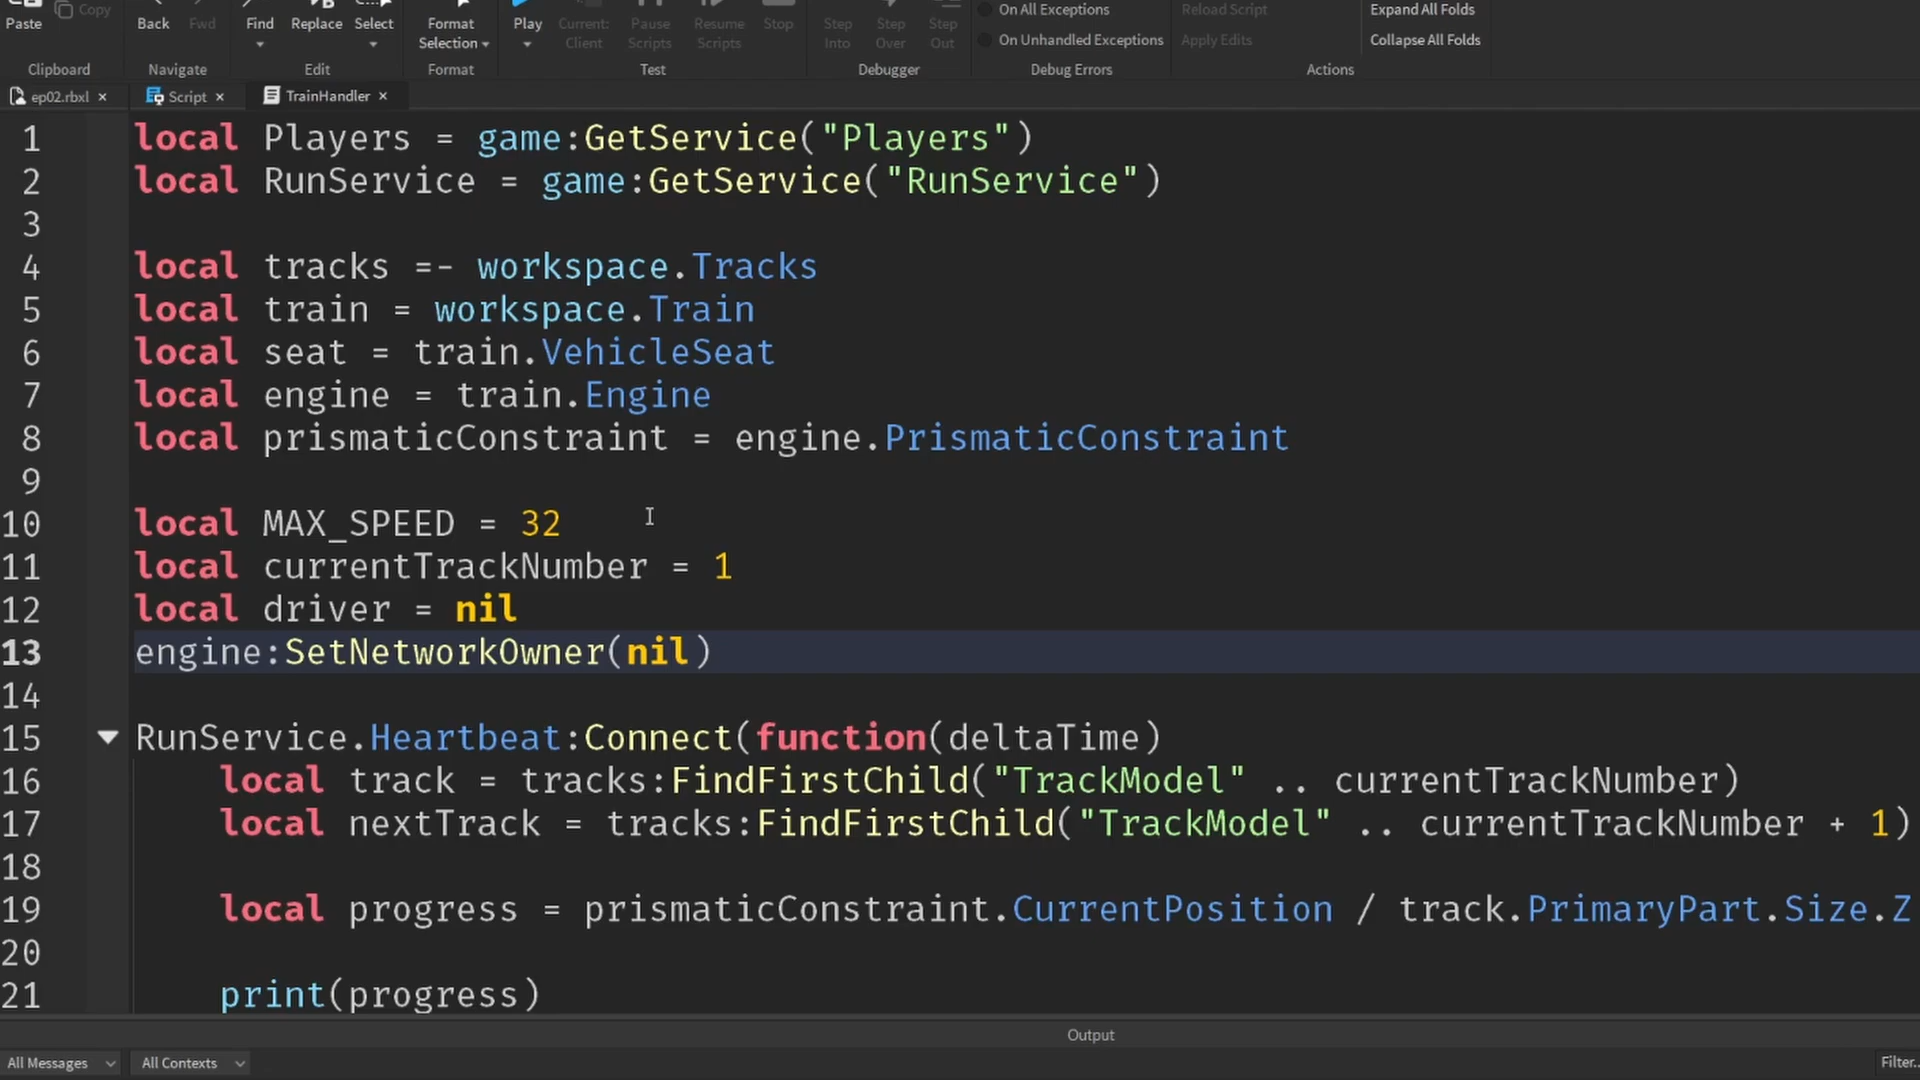 Paste
Copy
Clipboard
Back
Fwd
Navigate
Find
Replace
Select
Edit
Format
Selection
Format
Play
Current:
Client
Pause
Scripts
Resume
Scripts
Stop
Test
Step
Into
Step
Over
Step
Out
Debugger
On All Exceptions
On Unhandled Exceptions
Debug Errors
Reload Script
Apply Edits
Expand All Folds
Collapse All Folds
Actions
ep02.rbxl ×
Script ×
TrainHandler ×
1 local Players = game:GetService("Players")
2 local RunService = game:GetService("RunService")
3
4 local tracks =- workspace.Tracks
5 local train = workspace.Train
6 local seat = train.VehicleSeat
7 local engine = train.Engine
8 local prismaticConstraint = engine.PrismaticConstraint
9
10 local MAX_SPEED = 32
11 local currentTrackNumber = 1
12 local driver = nil
13 engine:SetNetworkOwner(nil)
14
15 RunService.Heartbeat:Connect(function(deltaTime)
16 local track = tracks:FindFirstChild("TrackModel" .. currentTrackNumber)
17 local nextTrack = tracks:FindFirstChild("TrackModel" .. currentTrackNumber + 1)
18
19 local progress = prismaticConstraint.CurrentPosition / track.PrimaryPart.Size.Z
20
21 print(progress)
Output
All Messages
All Contexts
Filter...